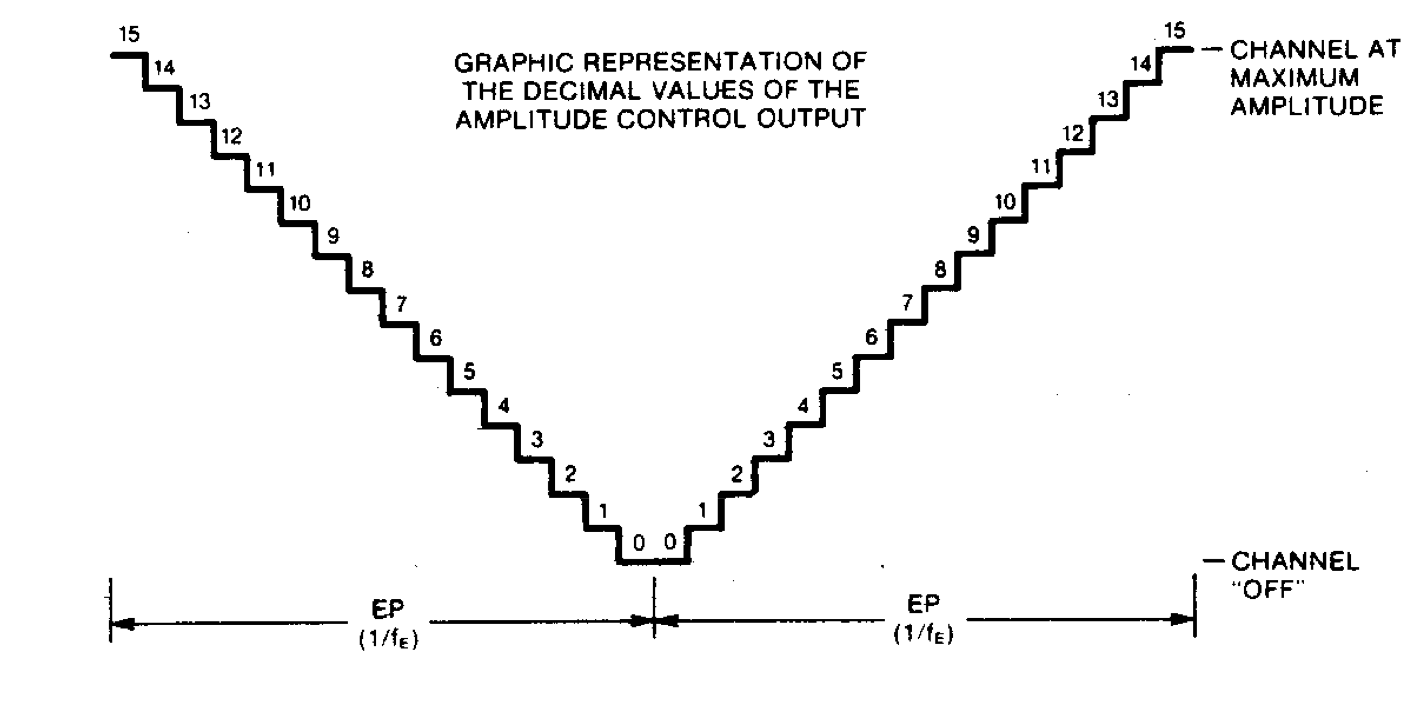 15
14
13
12
11
10
9
8
7
6
5
4
3
2
1
0
0
1
2
3
4
5
6
7
8
9
10
11
12
13
14
15
GRAPHIC REPRESENTATION OF
THE DECIMAL VALUES OF THE
AMPLITUDE CONTROL OUTPUT
CHANNEL AT
MAXIMUM
AMPLITUDE
CHANNEL
"OFF"
EP
(1/fE)
EP
(1/fE)